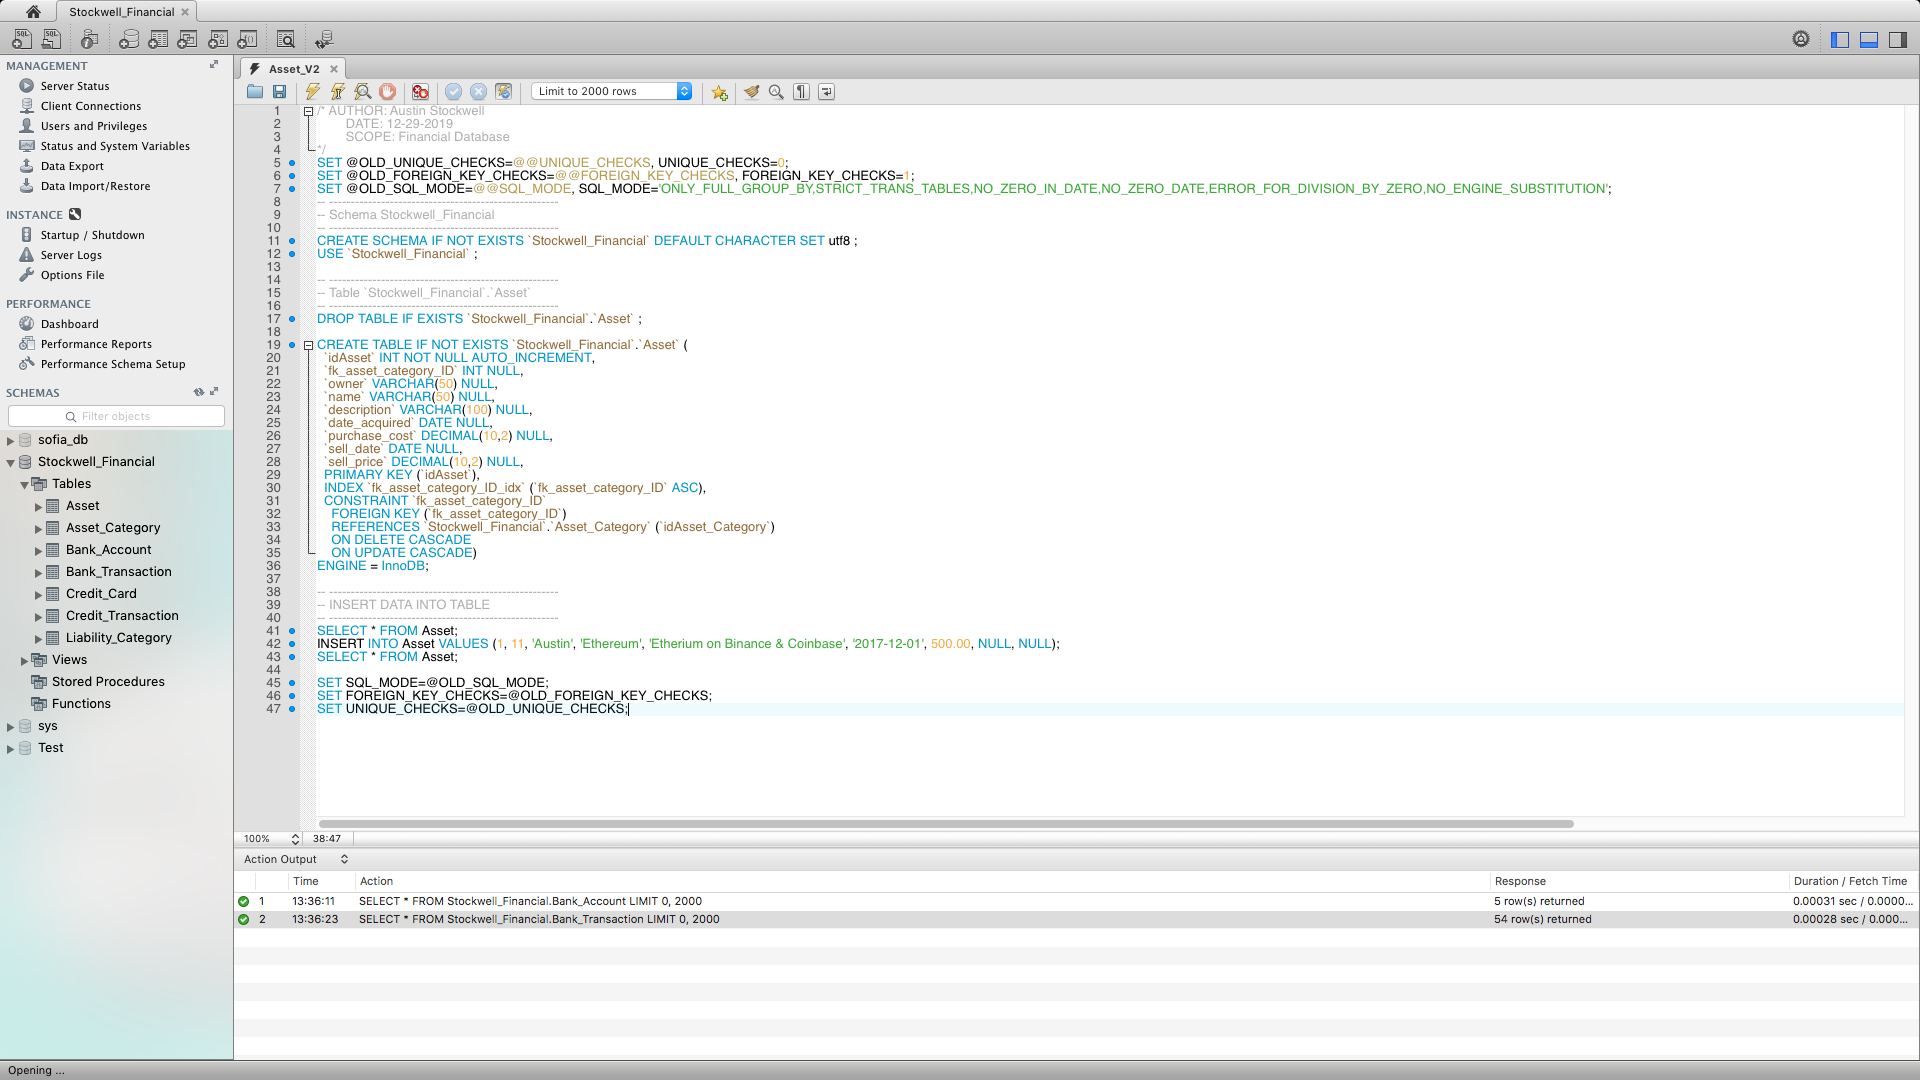 Stockwell_Financial
MANAGEMENT
Server Status
Client Connections
Users and Privileges
Status and System Variables
Data Export
Data Import/Restore
INSTANCE
Startup / Shutdown
Server Logs
Options File
PERFORMANCE
Dashboard
Performance Reports
Performance Schema Setup
SCHEMAS
Filter objects
sofia_db
Stockwell_Financial
Tables
Asset
Asset_Category
Bank_Account
Bank_Transaction
Credit_Card
Credit_Transaction
Liability_Category
Views
Stored Procedures
Functions
sys
Test
Asset_V2
Limit to 2000 rows
1 /* AUTHOR: Austin Stockwell
2 DATE: 12-29-2019
3 SCOPE: Financial Database
4 */
5 SET @OLD_UNIQUE_CHECKS=@@UNIQUE_CHECKS, UNIQUE_CHECKS=0;
6 SET @OLD_FOREIGN_KEY_CHECKS=@@FOREIGN_KEY_CHECKS, FOREIGN_KEY_CHECKS=1;
7 SET @OLD_SQL_MODE=@@SQL_MODE, SQL_MODE='ONLY_FULL_GROUP_BY,STRICT_TRANS_TABLES,NO_ZERO_IN_DATE,NO_ZERO_DATE,ERROR_FOR_DIVISION_BY_ZERO,NO_ENGINE_SUBSTITUTION';
8 -- -----------------------------------------------------
9 -- Schema Stockwell_Financial
10 -- -----------------------------------------------------
11 CREATE SCHEMA IF NOT EXISTS `Stockwell_Financial` DEFAULT CHARACTER SET utf8 ;
12 USE `Stockwell_Financial` ;
13
14 -- -----------------------------------------------------
15 -- Table `Stockwell_Financial`.`Asset`
16 -- -----------------------------------------------------
17 DROP TABLE IF EXISTS `Stockwell_Financial`.`Asset` ;
18
19 CREATE TABLE IF NOT EXISTS `Stockwell_Financial`.`Asset` (
20 `idAsset` INT NOT NULL AUTO_INCREMENT,
21 `fk_asset_category_ID` INT NULL,
22 `owner` VARCHAR(50) NULL,
23 `name` VARCHAR(50) NULL,
24 `description` VARCHAR(100) NULL,
25 `date_acquired` DATE NULL,
26 `purchase_cost` DECIMAL(10,2) NULL,
27 `sell_date` DATE NULL,
28 `sell_price` DECIMAL(10,2) NULL,
29 PRIMARY KEY (`idAsset`),
30 INDEX `fk_asset_category_ID_idx` (`fk_asset_category_ID` ASC),
31 CONSTRAINT `fk_asset_category_ID`
32 FOREIGN KEY (`fk_asset_category_ID`)
33 REFERENCES `Stockwell_Financial`.`Asset_Category` (`idAsset_Category`)
34 ON DELETE CASCADE
35 ON UPDATE CASCADE)
36 ENGINE = InnoDB;
37
38 -- -----------------------------------------------------
39 -- INSERT DATA INTO TABLE
40 -- -----------------------------------------------------
41 SELECT * FROM Asset;
42 INSERT INTO Asset VALUES (1, 11, 'Austin', 'Ethereum', 'Etherium on Binance & Coinbase', '2017-12-01', 500.00, NULL, NULL);
43 SELECT * FROM Asset;
44
45 SET SQL_MODE=@OLD_SQL_MODE;
46 SET FOREIGN_KEY_CHECKS=@OLD_FOREIGN_KEY_CHECKS;
47 SET UNIQUE_CHECKS=@OLD_UNIQUE_CHECKS;
100% 38:47
Action Output
Time Action Response Duration / Fetch Time
1 13:36:11 SELECT * FROM Stockwell_Financial.Bank_Account LIMIT 0, 2000 5 row(s) returned 0.00031 sec / 0.0000...
2 13:36:23 SELECT * FROM Stockwell_Financial.Bank_Transaction LIMIT 0, 2000 54 row(s) returned 0.00028 sec / 0.000...
Opening ...